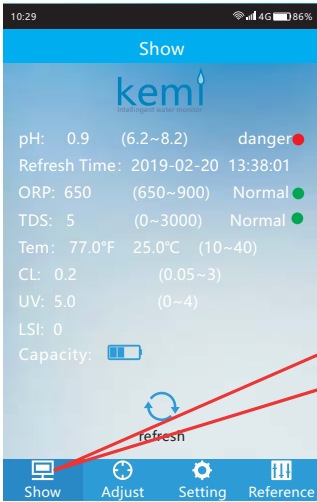 10:29 4G 86%
Show
kemi
Intelligent water monitor
pH: 0.9 (6.2~8.2) danger
Refresh Time: 2019-02-20 13:38:01
ORP: 650 (650~900) Normal
TDS: 5 (0~3000) Normal
Tem: 77.0°F 25.0℃ (10~40)
CL: 0.2 (0.05~3)
UV: 5.0 (0~4)
LSI: 0
Capacity:
refresh
Show Adjust Setting Reference